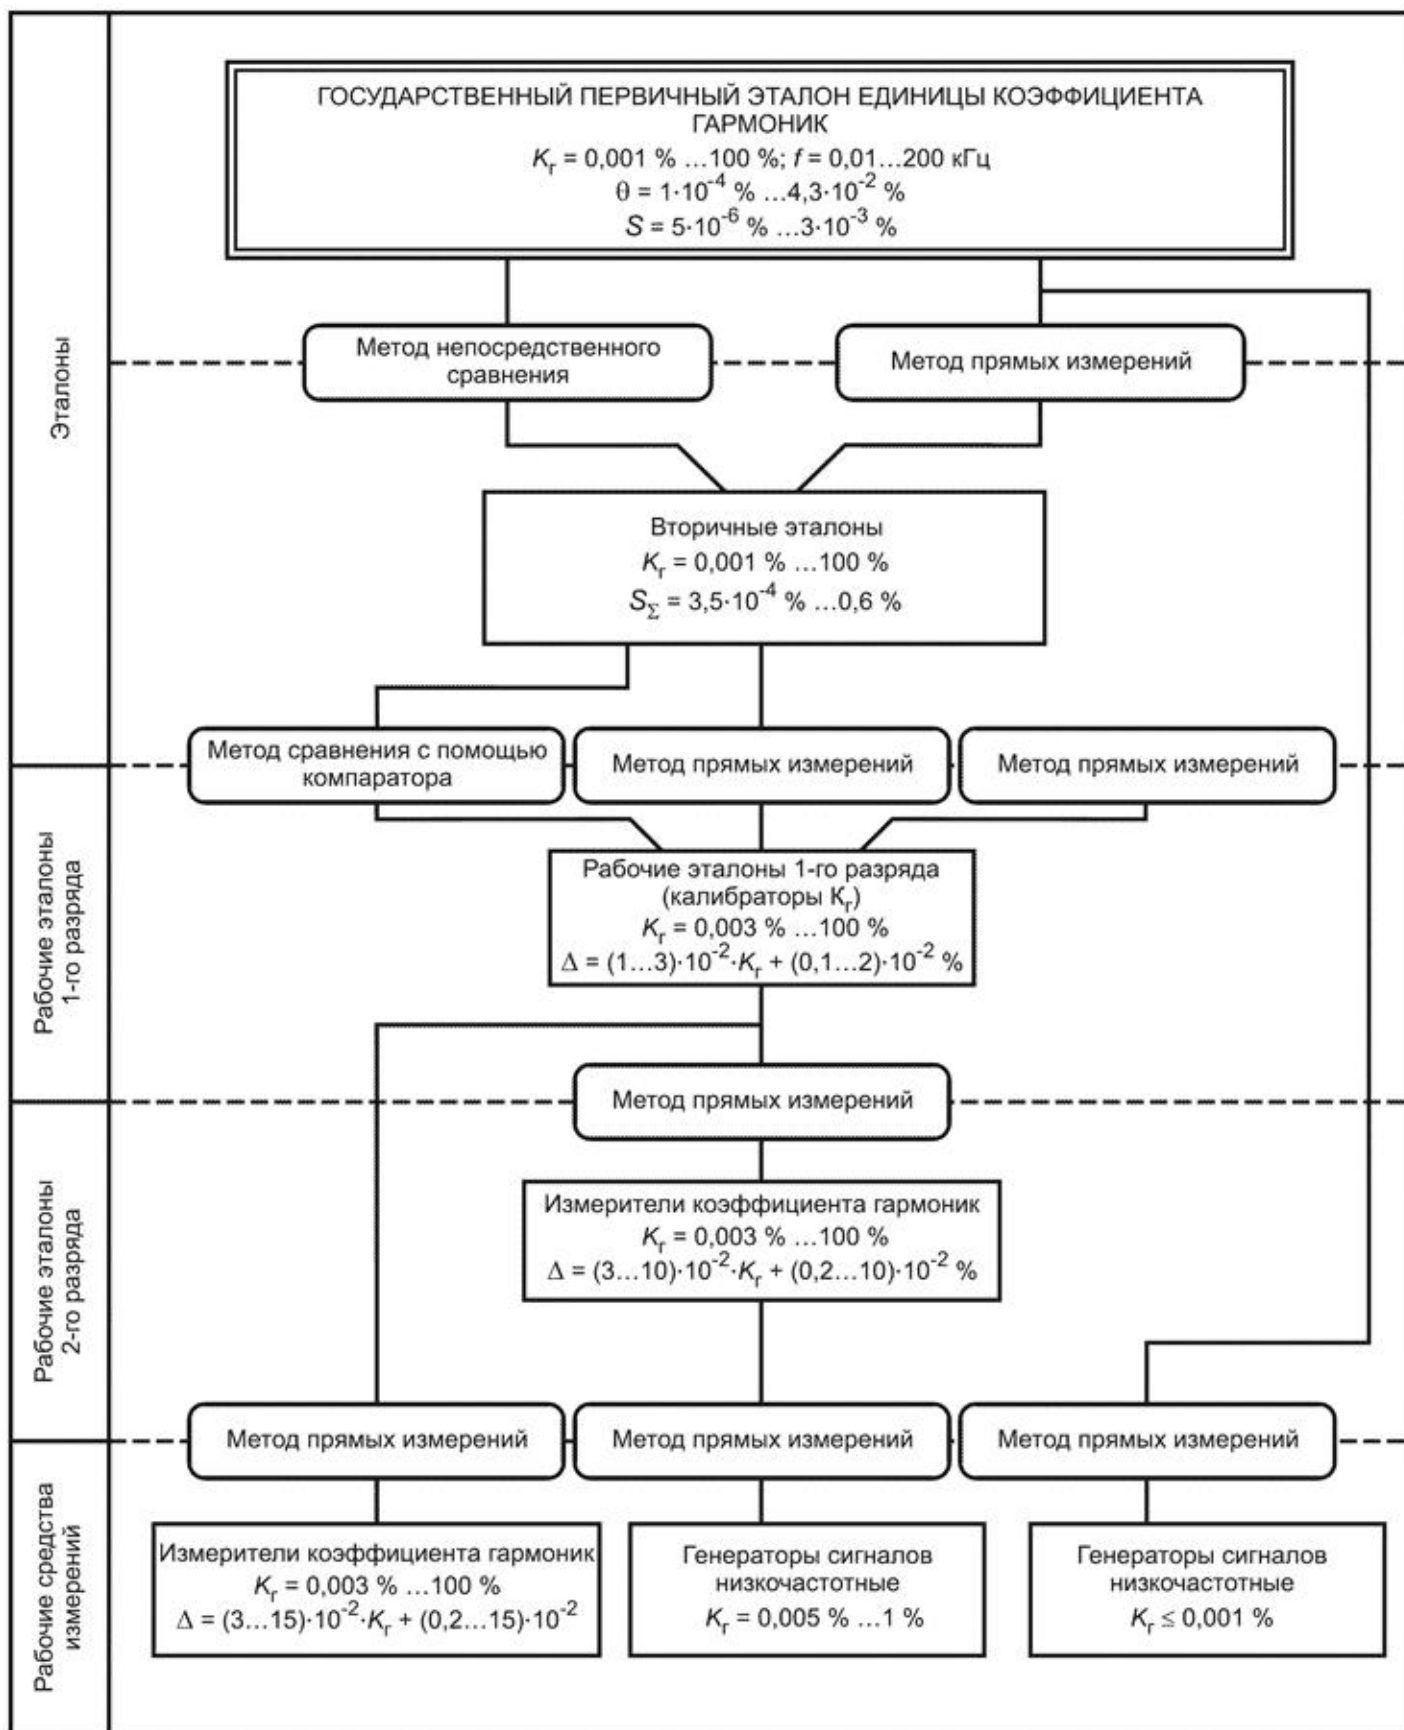 ГОСУДАРСТВЕННЫЙ ПЕРВИЧНЫЙ ЭТАЛОН ЕДИНИЦЫ КОЭФФИЦИЕНТА
ГАРМОНИК
Kг = 0,001 % …100 %; f = 0,01…200 кГц
θ = 1·10⁻⁴ % …4,3·10⁻² %
S = 5·10⁻⁶ % …3·10⁻³ %
Эталоны
Метод непосредственного
сравнения
Метод прямых измерений
Вторичные эталоны
Kг = 0,001 % …100 %
SΣ = 3,5·10⁻⁴ % …0,6 %
Метод сравнения с помощью
компаратора
Метод прямых измерений
Метод прямых измерений
Рабочие эталоны
1-го разряда
Рабочие эталоны 1-го разряда
(калибраторы Кг)
Kг = 0,003 % …100 %
Δ = (1…3)·10⁻²·Kг + (0,1…2)·10⁻² %
Метод прямых измерений
Рабочие эталоны
2-го разряда
Измерители коэффициента гармоник
Kг = 0,003 % …100 %
Δ = (3…10)·10⁻²·Kг + (0,2…10)·10⁻² %
Метод прямых измерений
Метод прямых измерений
Метод прямых измерений
Рабочие средства
измерений
Измерители коэффициента гармоник
Kг = 0,003 % …100 %
Δ = (3…15)·10⁻²·Kг + (0,2…15)·10⁻²
Генераторы сигналов
низкочастотные
Kг = 0,005 % …1 %
Генераторы сигналов
низкочастотные
Kг ≤ 0,001 %